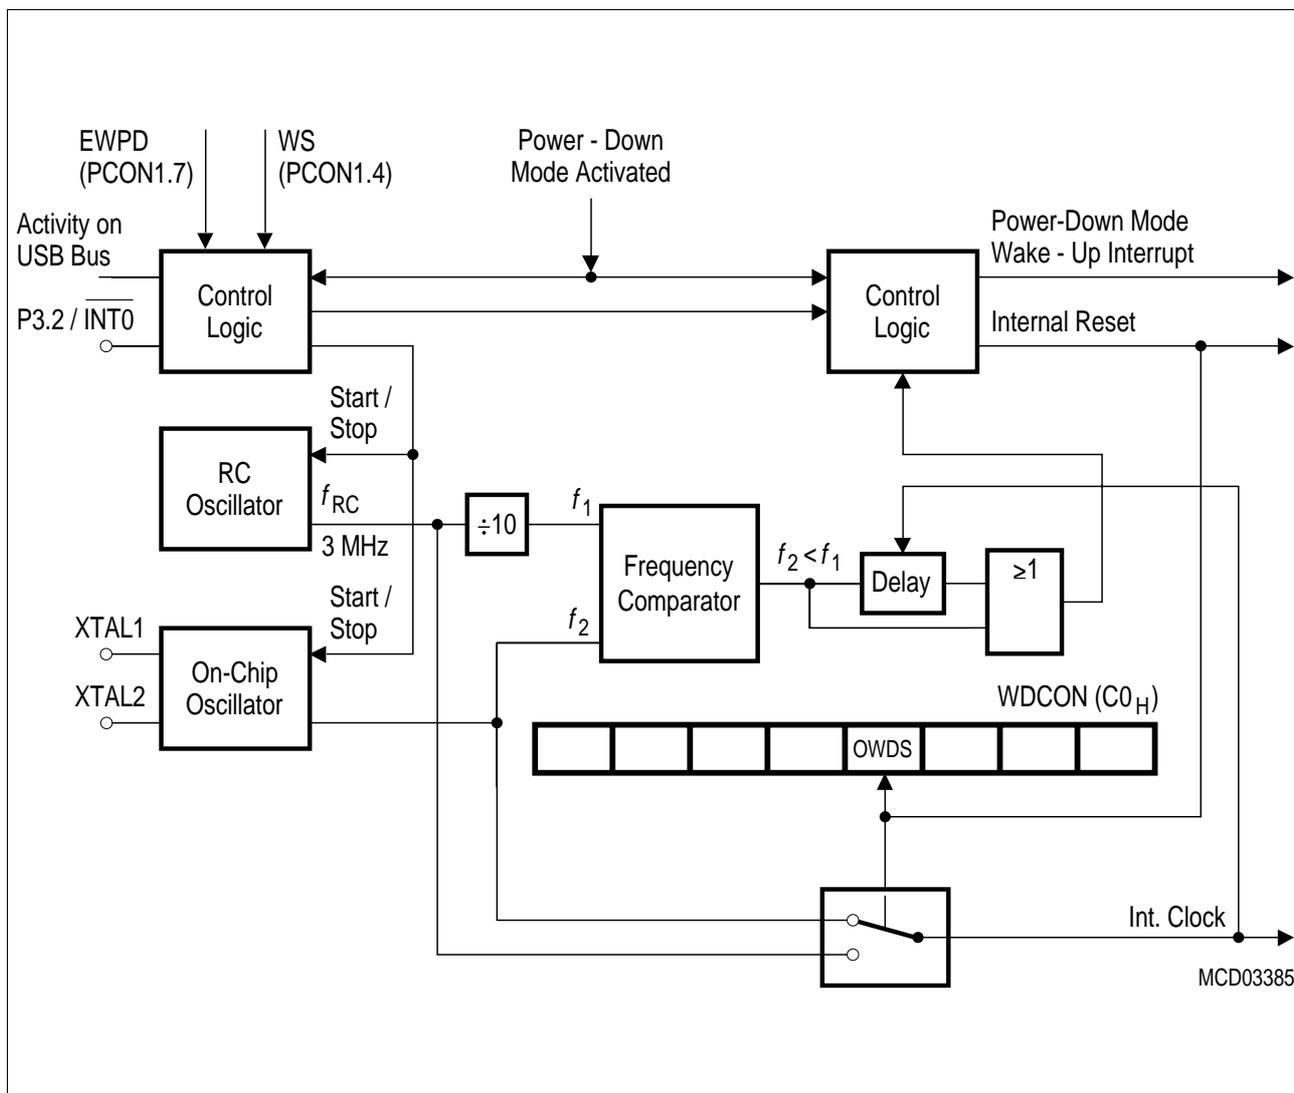 EWPD
(PCON1.7)
WS
(PCON1.4)
Power - Down
Mode Activated
Activity on
USB Bus
P3.2 / INT0
Control
Logic
Control
Logic
Power-Down Mode
Wake - Up Interrupt
Internal Reset
Start /
Stop
RC
Oscillator
fRC
3 MHz
÷10
f1
f2
Frequency
Comparator
f2 < f1
Delay
≥1
Start /
Stop
XTAL1
XTAL2
On-Chip
Oscillator
WDCON (C0H)
OWDS
Int. Clock
MCD03385